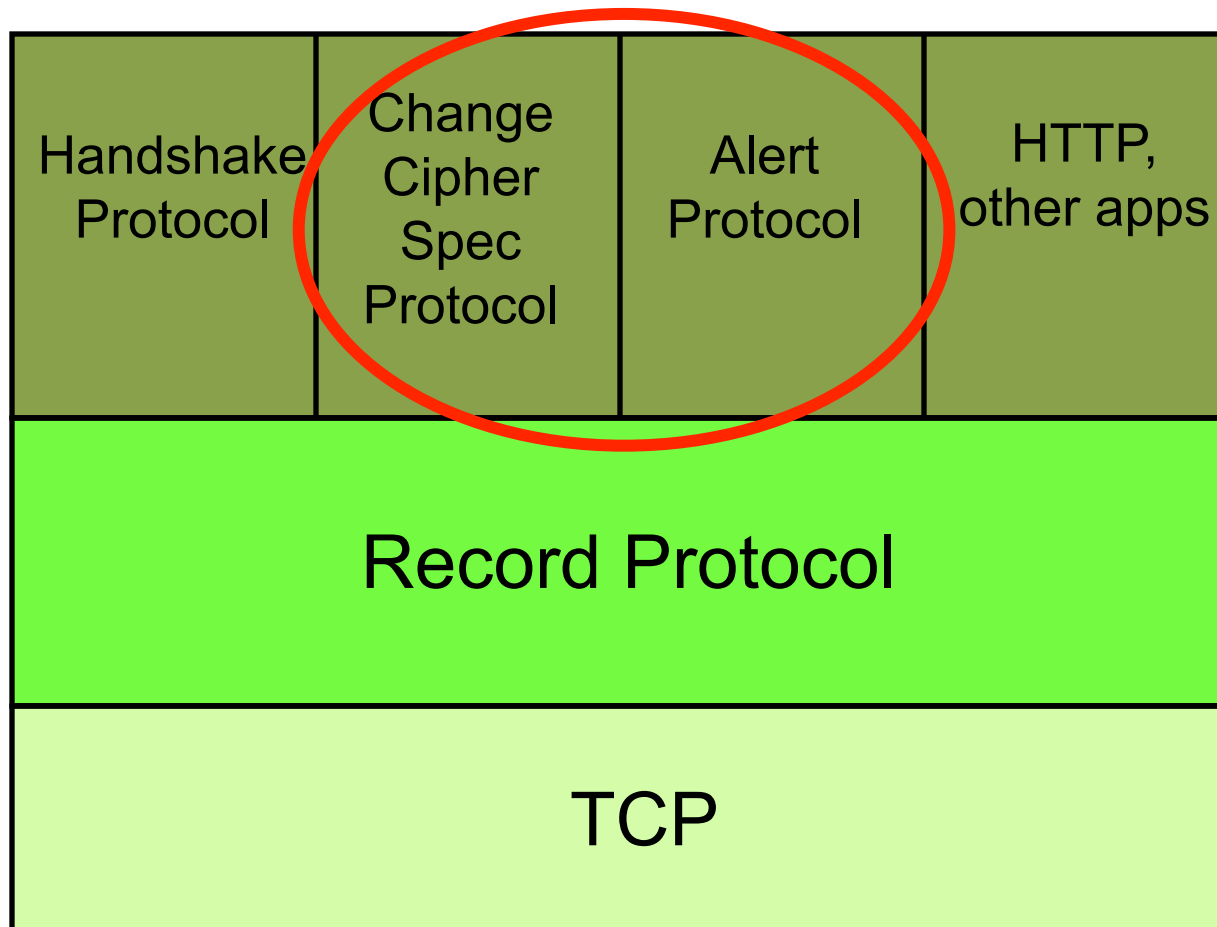 Handshake
Protocol
Change
Cipher
Spec
Protocol
Alert
Protocol
HTTP,
other apps
Record Protocol
TCP